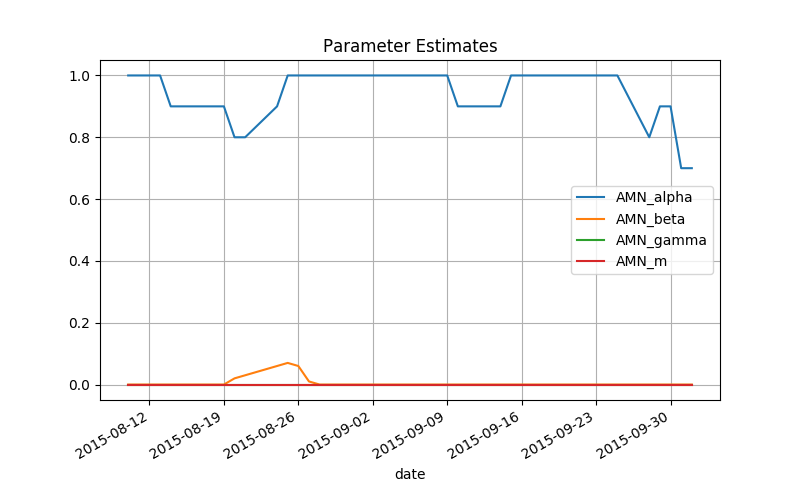 Parameter Estimates
1.0
0.8
0.6
0.4
0.2
0.0
AMN_alpha
AMN_beta
AMN_gamma
AMN_m
2015-08-12
2015-08-19
2015-08-26
2015-09-02
2015-09-09
2015-09-16
2015-09-23
2015-09-30
date